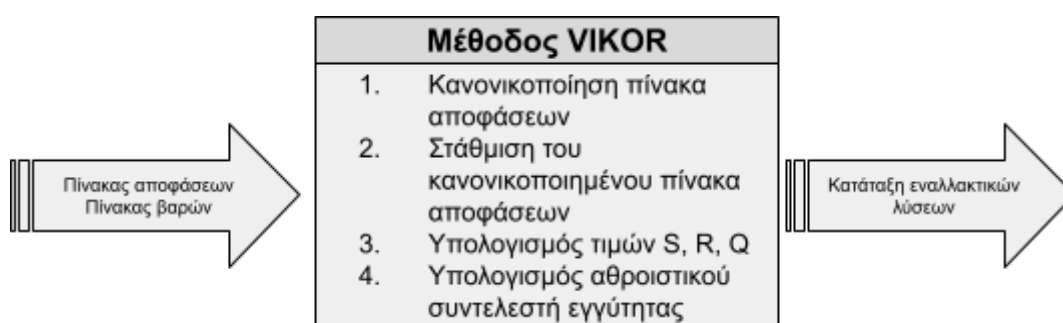 Μέθοδος VIKOR
1. Κανονικοποίηση πίνακα
αποφάσεων
2. Στάθμιση του
κανονικοποιημένου πίνακα
αποφάσεων
3. Υπολογισμός τιμών S, R, Q
4. Υπολογισμός αθροιστικού
συντελεστή εγγύτητας
Πίνακας αποφάσεων
Πίνακας βαρών
Κατάταξη εναλλακτικών
λύσεων